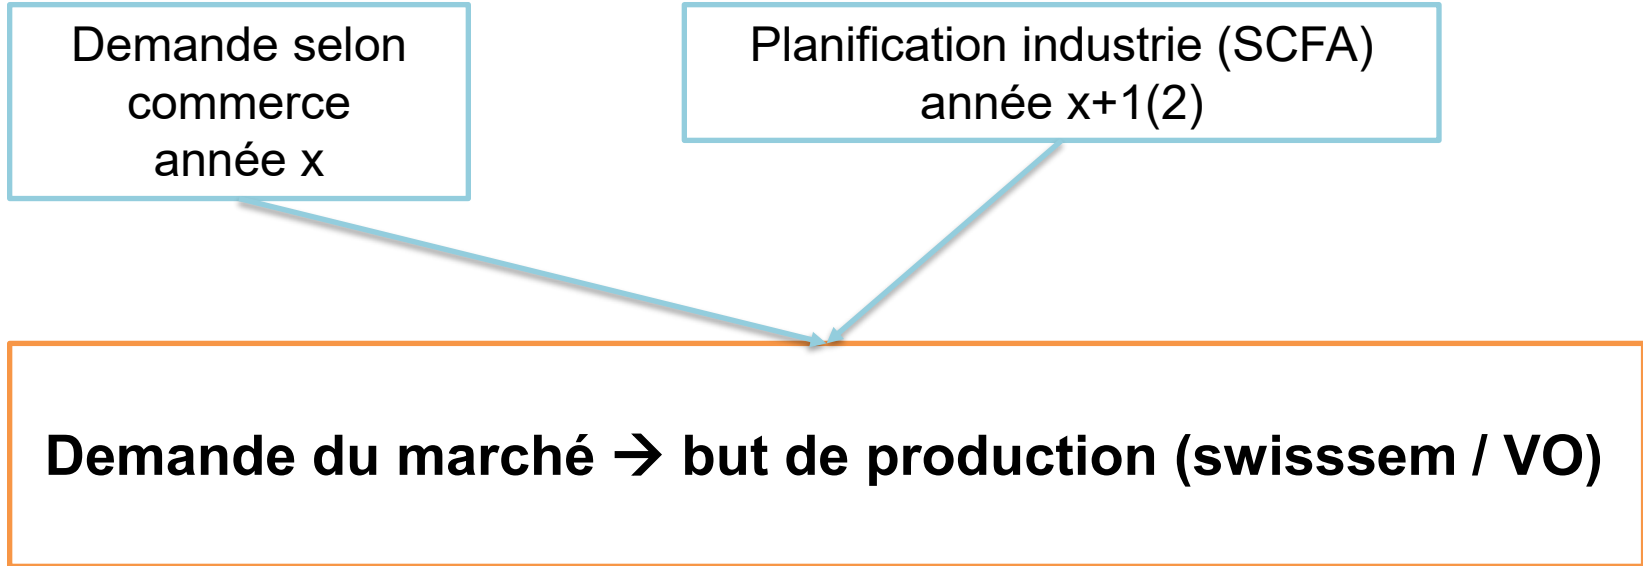 Demande selon
commerce
année x
Planification industrie (SCFA)
année x+1(2)
Demande du marché → but de production (swisssem / VO)